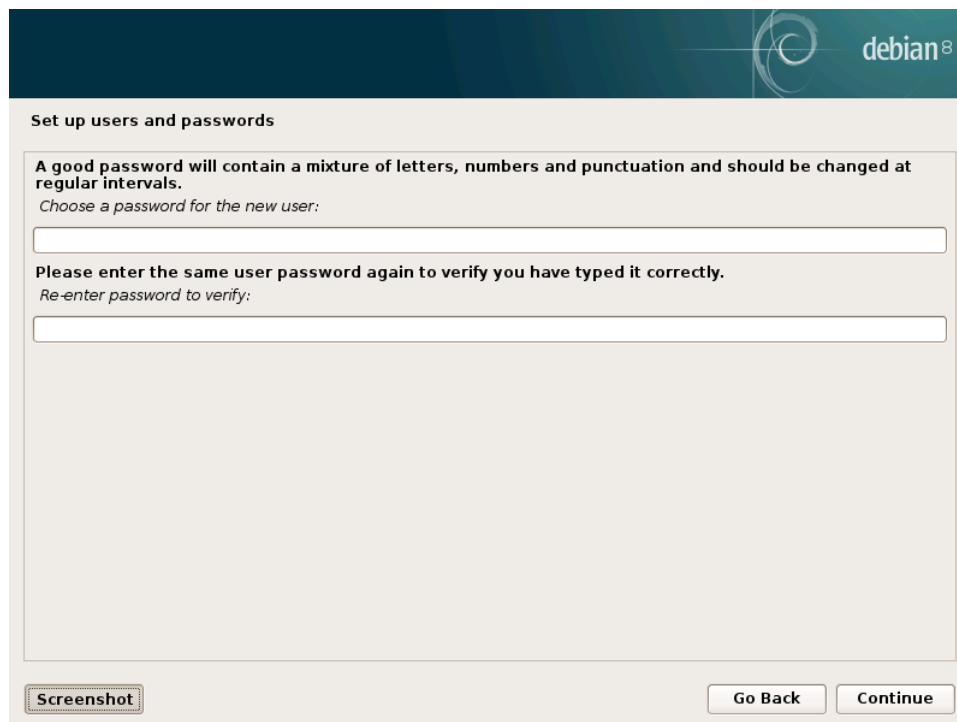 debian 8
Set up users and passwords
A good password will contain a mixture of letters, numbers and punctuation and should be changed at
regular intervals.
Choose a password for the new user:
Please enter the same user password again to verify you have typed it correctly.
Re-enter password to verify:
Screenshot
Go Back
Continue